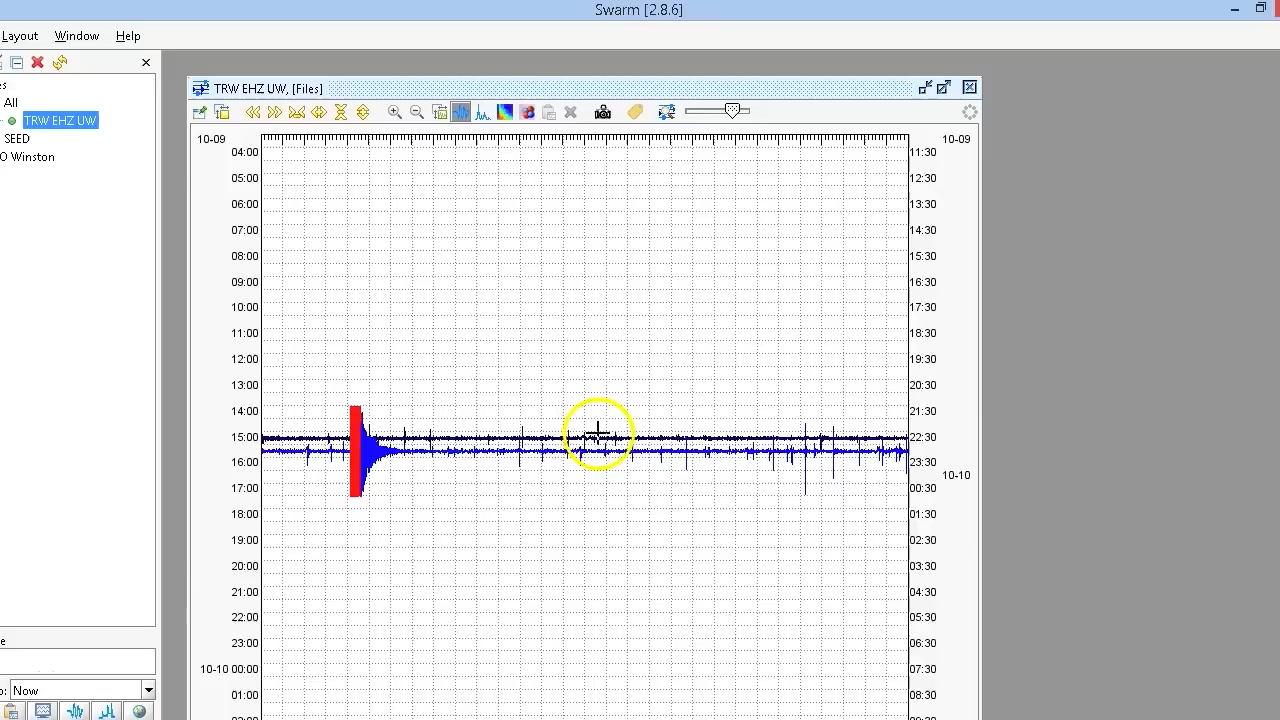 Swarm [2.8.6]
Layout Window Help
TRW EHZ UW, [Files]
All
TRW EHZ UW
SEED
Winston
10-09 10-09
04:00 11:30
05:00 12:30
06:00 13:30
07:00 14:30
08:00 15:30
09:00 16:30
10:00 17:30
11:00 18:30
12:00 19:30
13:00 20:30
14:00 21:30
15:00 22:30
16:00 23:30
10-10
17:00 00:30
18:00 01:30
19:00 02:30
20:00 03:30
21:00 04:30
22:00 05:30
23:00 06:30
10-10 00:00 07:30
01:00 08:30
Now